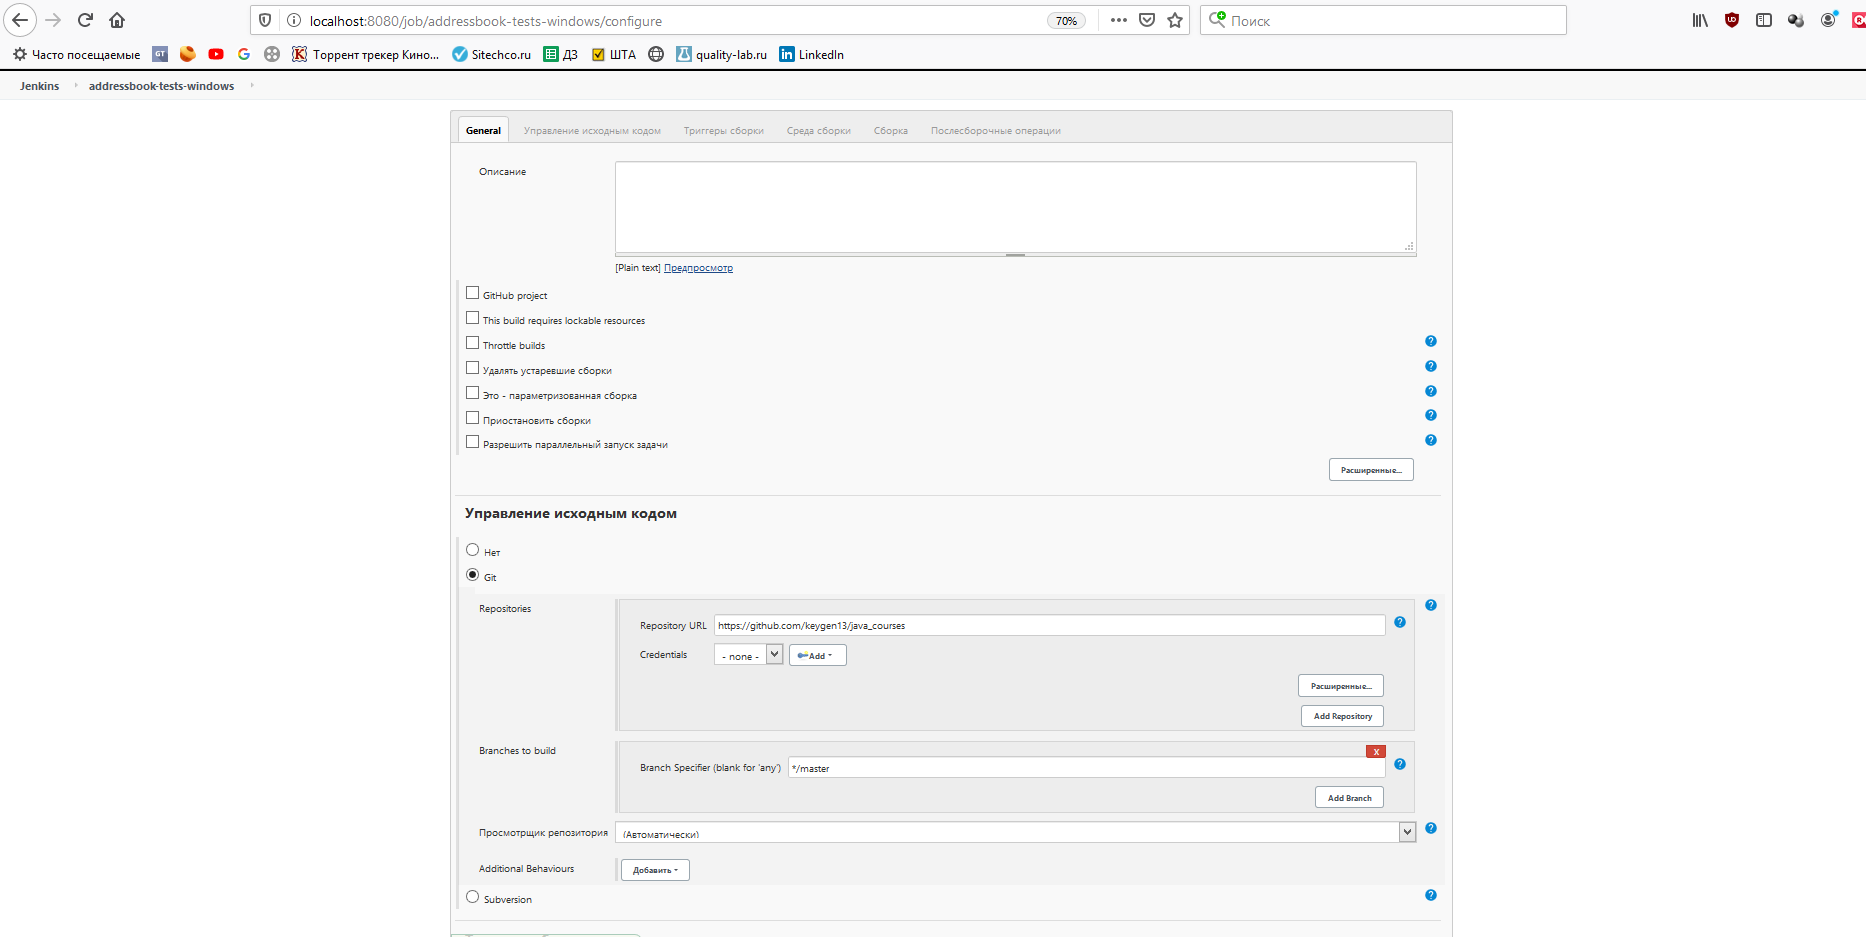 localhost:8080/job/addressbook-tests-windows/configure
70%
Поиск
Часто посещаемые
GT
Торрент трекер Кино...
Sitechco.ru
ДЗ
ШТА
quality-lab.ru
LinkedIn
Jenkins
addressbook-tests-windows
General
Управление исходным кодом
Триггеры сборки
Среда сборки
Сборка
Послесборочные операции
Описание
[Plain text] Предпросмотр
GitHub project
This build requires lockable resources
Throttle builds
Удалять устаревшие сборки
Это - параметризованная сборка
Приостановить сборки
Разрешить параллельный запуск задачи
Расширенные...
Управление исходным кодом
Нет
Git
Repositories
Repository URL
https://github.com/keygen13/java_courses
Credentials
- none -
Add
Расширенные...
Add Repository
Branches to build
X
Branch Specifier (blank for 'any')
*/master
Add Branch
Просмотрщик репозитория
(Автоматически)
Additional Behaviours
Добавить
Subversion